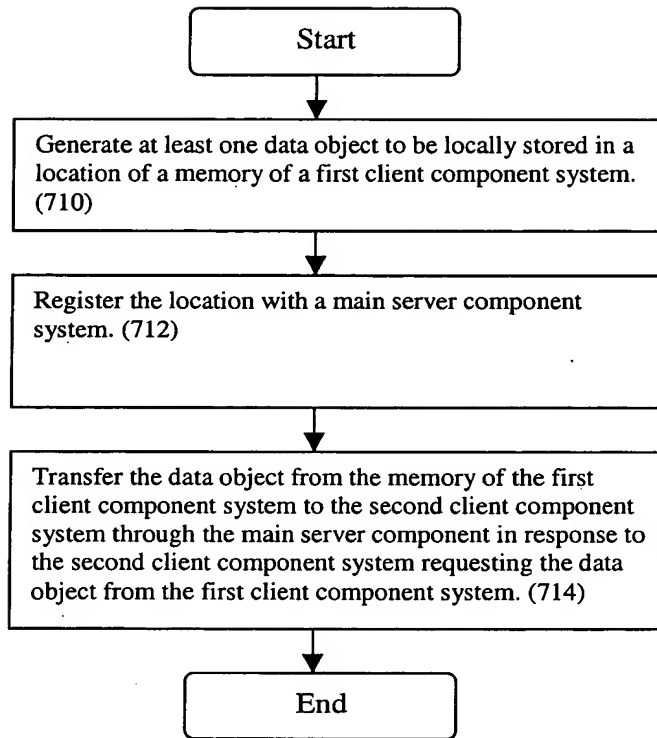 Start
Generate at least one data object to be locally stored in a
location of a memory of a first client component system.
(710)
Register the location with a main server component
system. (712)
Transfer the data object from the memory of the first
client component system to the second client component
system through the main server component in response to
the second client component system requesting the data
object from the first client component system. (714)
End